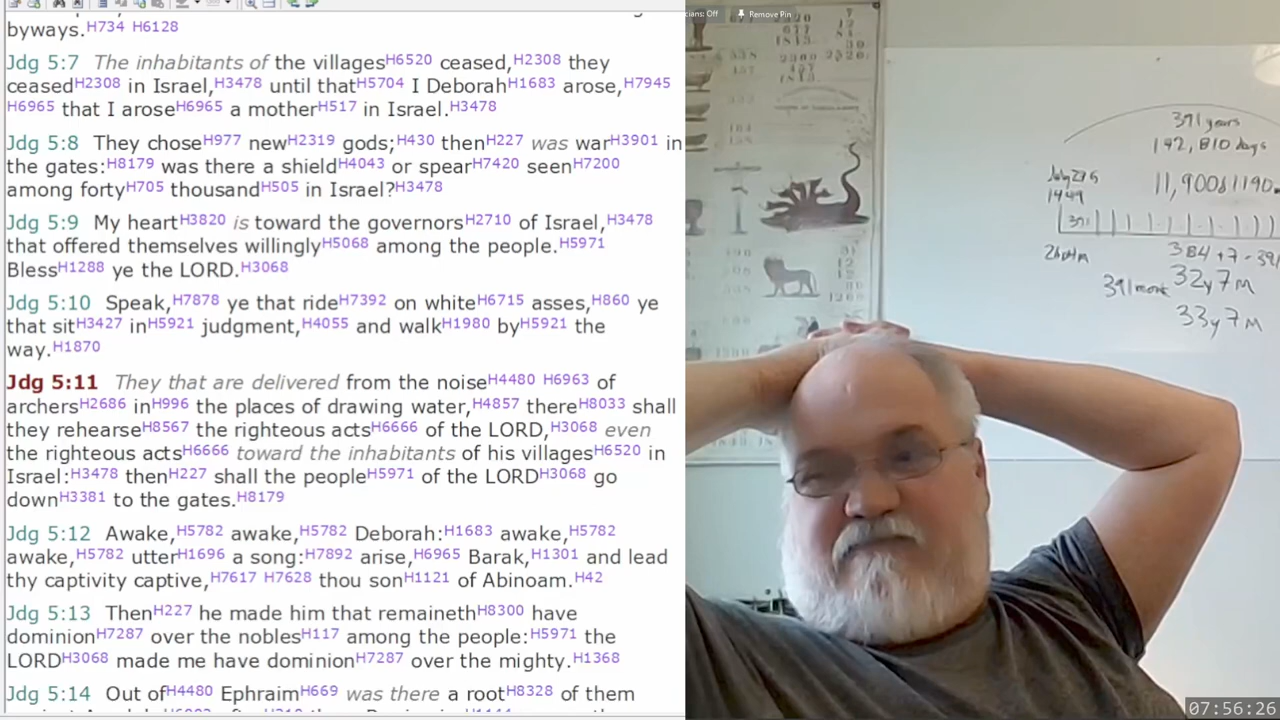 byways.H734 H6128
Jdg 5:7 The inhabitants of the villagesH6520 ceased,H2308 they
ceasedH2308 in Israel,H3478 until thatH5704 I DeborahH1683 arose,H7945
H6965 that I aroseH6965 a motherH517 in Israel.H3478
Jdg 5:8 They choseH977 newH2319 gods;H430 thenH227 was warH3901 in
the gates:H8179 was there a shieldH4043 or spearH7420 seenH7200
among fortyH705 thousandH505 in Israel?H3478
Jdg 5:9 My heartH3820 is toward the governorsH2710 of Israel,H3478
that offered themselves willinglyH5068 among the people.H5971
BlessH1288 ye the LORD.H3068
Jdg 5:10 Speak,H7878 ye that rideH7392 on whiteH6715 asses,H860 ye
that sitH3427 inH5921 judgment,H4055 and walkH1980 byH5921 the
way.H1870
Jdg 5:11 They that are delivered from the noiseH4480 H6963 of
archersH2686 inH996 the places of drawing water,H4857 thereH8033 shall
they rehearseH8567 the righteous actsH6666 of the LORD,H3068 even
the righteous actsH6666 toward the inhabitants of his villagesH6520 in
Israel:H3478 thenH227 shall the peopleH5971 of the LORDH3068 go
downH3381 to the gates.H8179
Jdg 5:12 Awake,H5782 awake,H5782 Deborah:H1683 awake,H5782
awake,H5782 utterH1696 a song:H7892 arise,H6965 Barak,H1301 and lead
thy captivity captive,H7617 H7628 thou sonH1121 of Abinoam.H42
Jdg 5:13 ThenH227 he made him that remainethH8300 have
dominionH7287 over the noblesH117 among the people:H5971 the
LORDH3068 made me have dominionH7287 over the mighty.H1368
Jdg 5:14 Out ofH4480 EphraimH669 was there a rootH8328 of them
cians: Off Remove Pin
391 years
142,810 days
July 27
1449
391
384+7=391
391
32y 7M
33y 7M
07:56:26